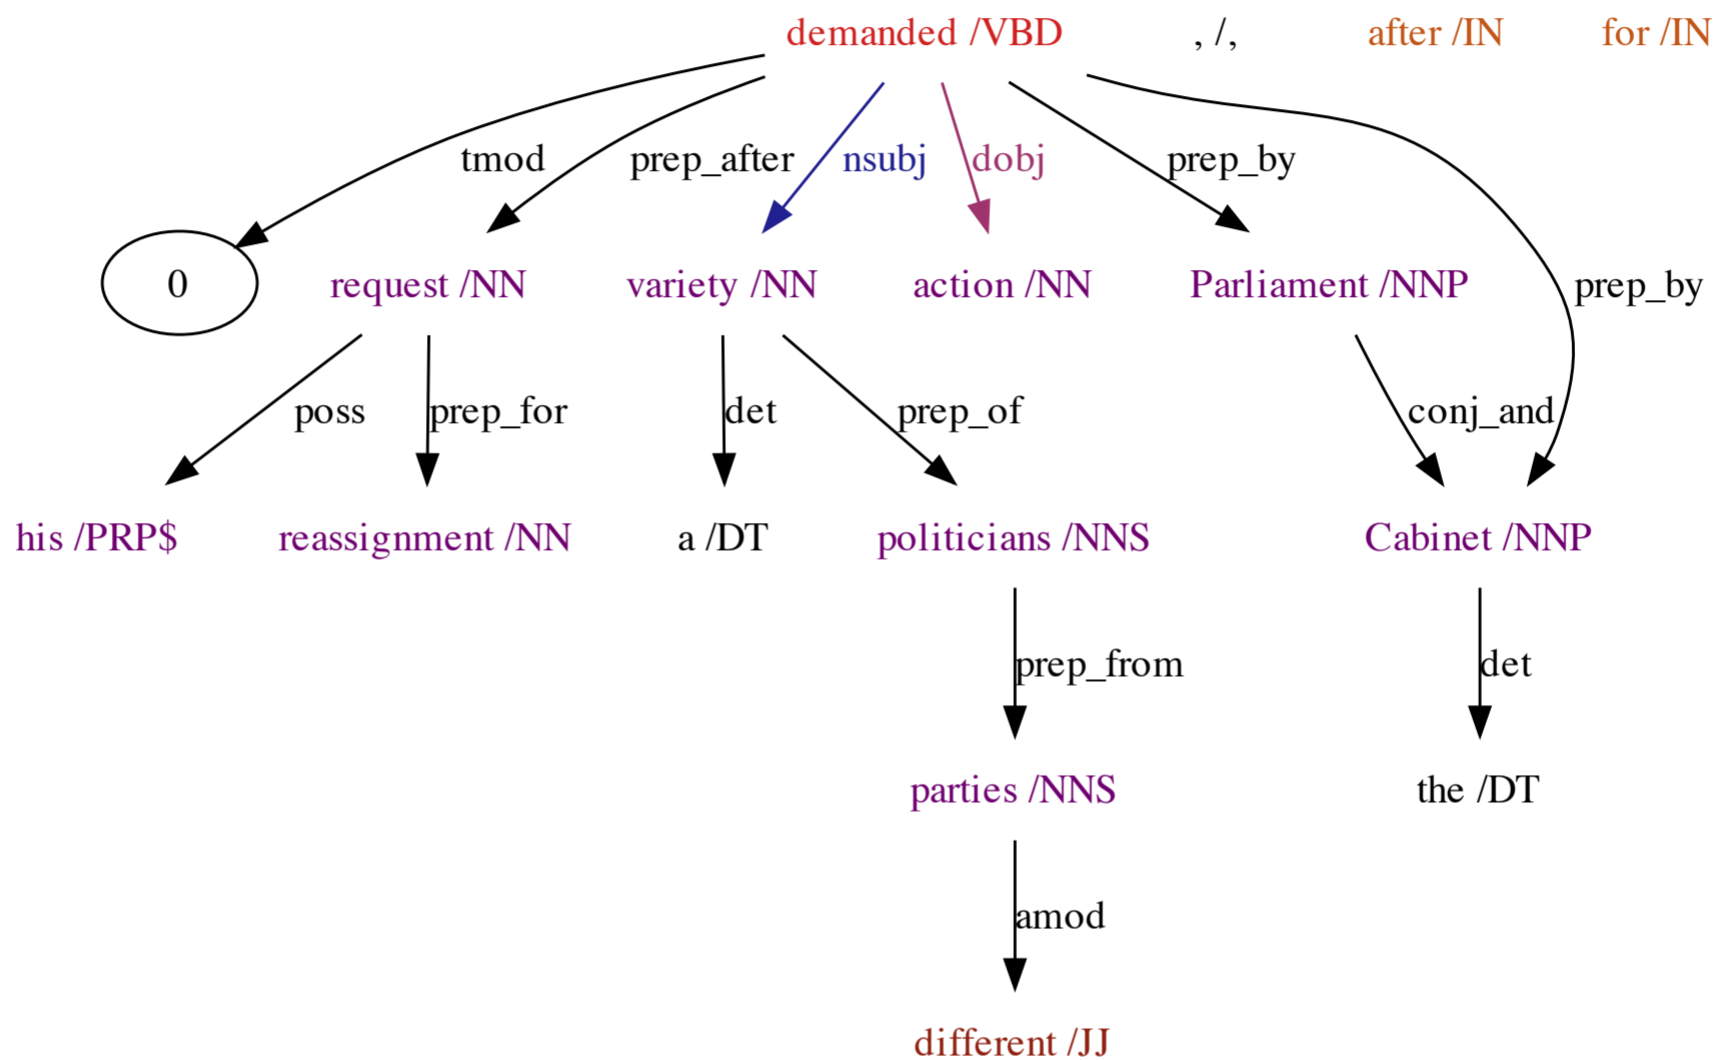 demanded /VBD , /, after /IN for /IN
tmod prep_after nsubj dobj prep_by
0 request /NN variety /NN action /NN Parliament /NNP prep_by
poss prep_for det prep_of conj_and
his /PRP$ reassignment /NN a /DT politicians /NNS Cabinet /NNP
prep_from det
parties /NNS the /DT
amod
different /JJ